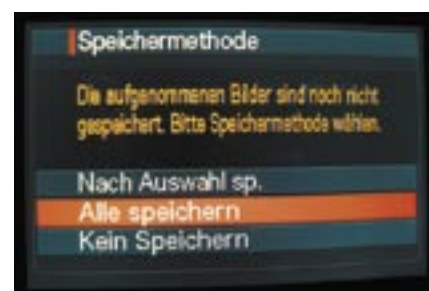 Speichermethode
Die aufgenommenen Bilder sind noch nicht
gespeichert. Bitte Speichermethode wählen.
Nach Auswahl sp.
Alle speichern
Kein Speichern